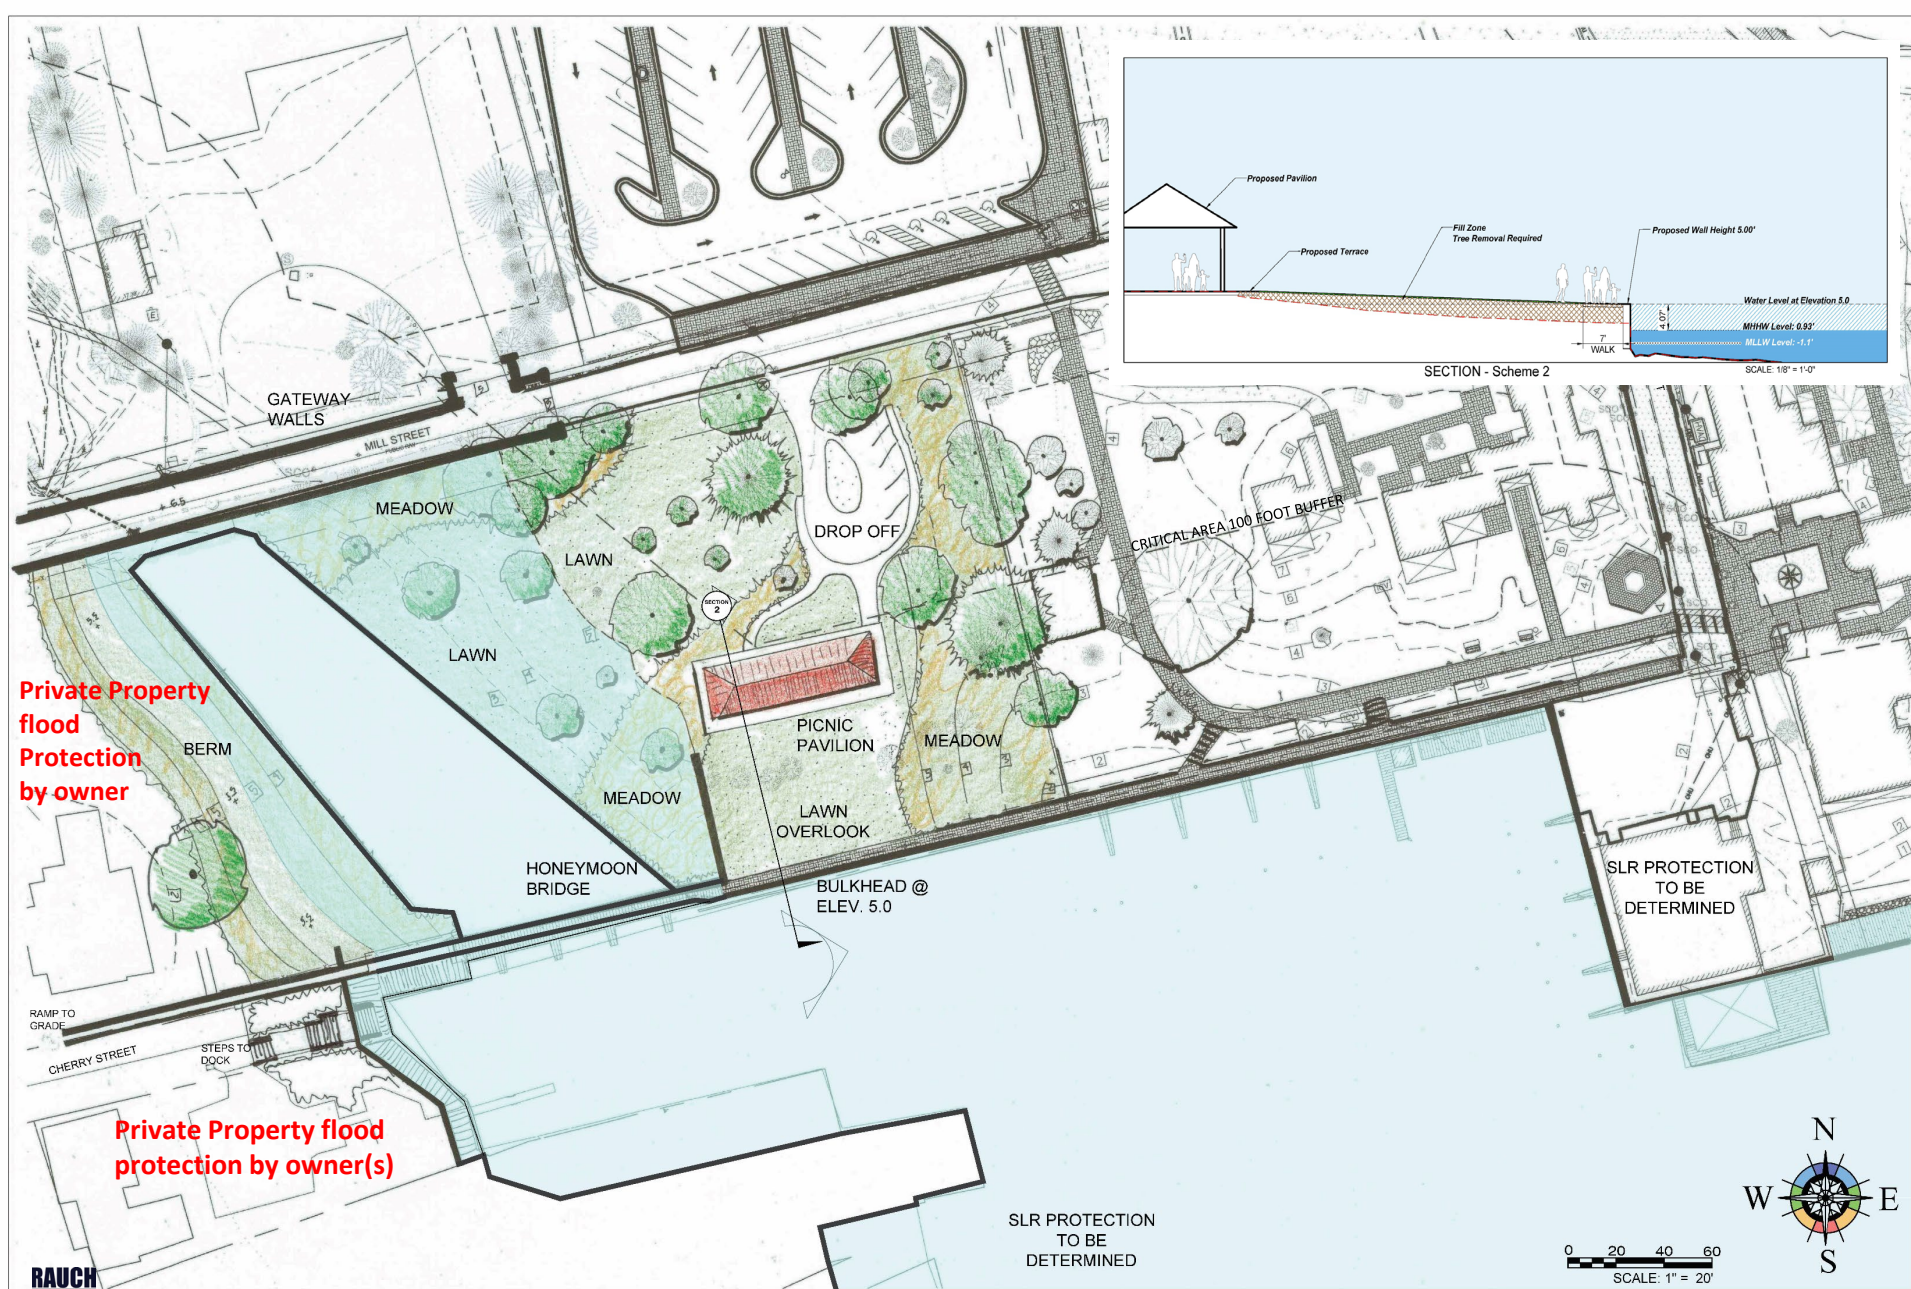 Proposed Pavilion
Fill Zone
Tree Removal Required
Proposed Wall Height 5.00'
Proposed Terrace
Water Level at Elevation 5.0
4.07'
MHHW Level: 0.93'
MLLW Level: -1.1'
7'
WALK
SECTION - Scheme 2
SCALE: 1/8" = 1'-0"
GATEWAY
WALLS
MILL STREET
+ 6.5
MEADOW
DROP OFF
CRITICAL AREA 100 FOOT BUFFER
LAWN
SECTION
2
LAWN
Private Property
flood
Protection
by owner
BERM
PICNIC
PAVILION
MEADOW
MEADOW
LAWN
OVERLOOK
HONEYMOON
BRIDGE
BULKHEAD @
ELEV. 5.0
SLR PROTECTION
TO BE
DETERMINED
RAMP TO
GRADE
CHERRY STREET
STEPS TO
DOCK
Private Property flood
protection by owner(s)
SLR PROTECTION
TO BE
DETERMINED
N
W E
S
0 20 40 60
SCALE: 1" = 20'
RAUCH